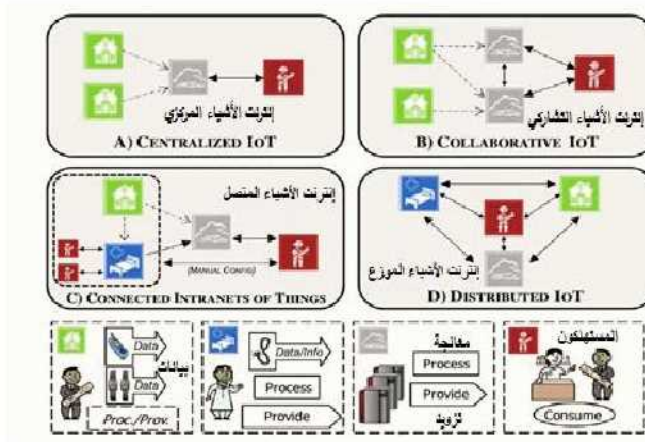 إنترنت الأشياء المركزي
A) CENTRALIZED IOT
إنترنت الأشياء التشاركي
B) COLLABORATIVE IOT
إنترنت الأشياء المتصل
(MANUAL CONFIG)
C) CONNECTED INTRANETS OF THINGS
إنترنت الأشياء الموزع
D) DISTRIBUTED IOT
Data
بيانات
Data
Proc./Prov.
Data/Info
Process
Provide
معالجة
Process
Provide
تزويد
المستهلكون
Consume